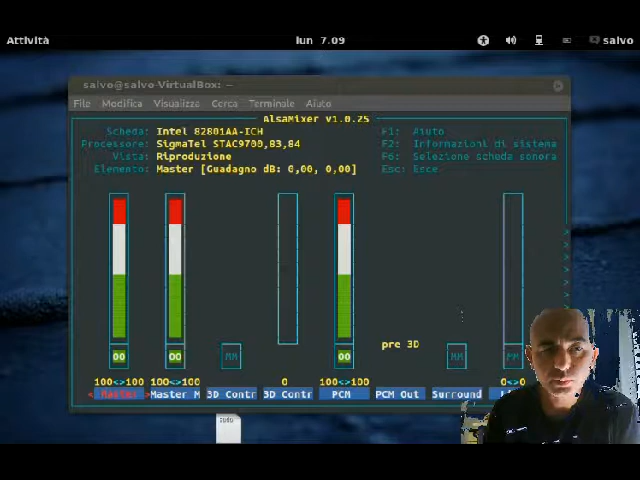 Attività lun 7.09 salvo
salvo@salvo-VirtualBox: ~
File Modifica Visualizza Cerca Terminale Aiuto
AlsaMixer v1.0.25
Scheda: Intel 82801AA-ICH F1: Aiuto
Processore: SigmaTel STAC9700,83,84 F2: Informazioni di sistema
Vista: Riproduzione F6: Selezione scheda sonora
Elemento: Master [Guadagno dB: 0,00, 0,00] Esc: Esce
pre 3D
OO OO MM OO MM MM
100<>100 100<>100 0 100<>100 0<>0
< Master > Master M 3D Contr 3D Contr PCM PCM Out Surround